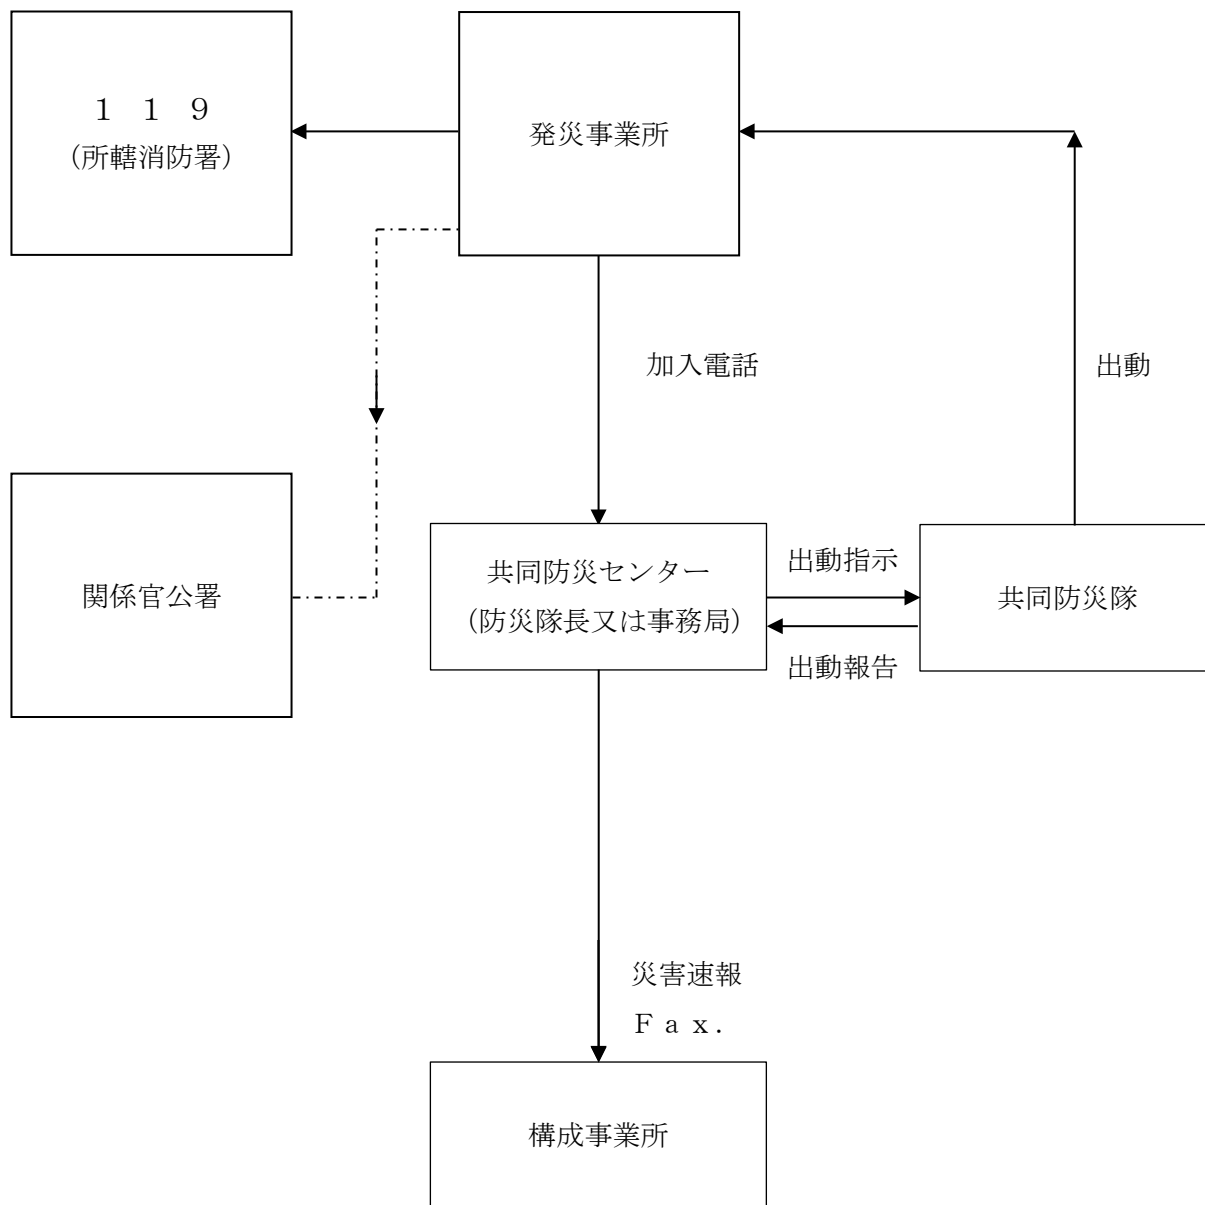 １１９
（所轄消防署）
発災事業所
加入電話
出動
関係官公署
共同防災センター
（防災隊長又は事務局）
出動指示
出動報告
共同防災隊
災害速報
Ｆａｘ．
構成事業所